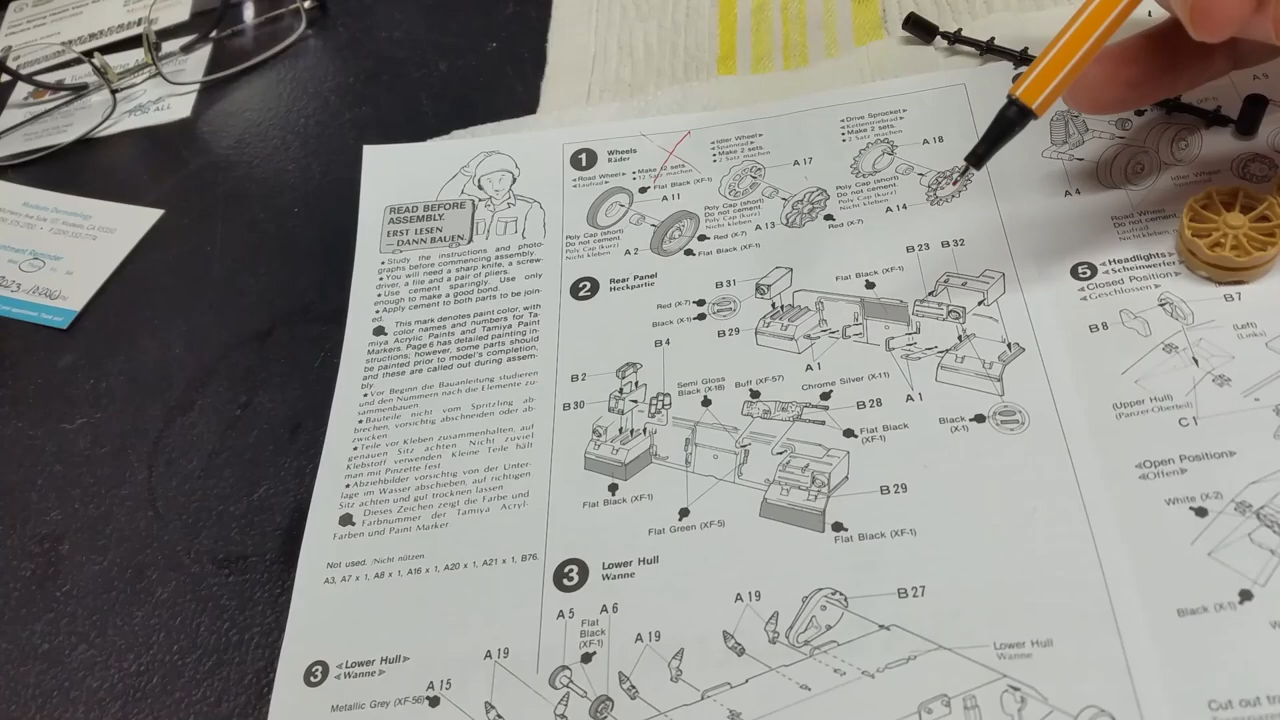 FOR ALL
Modesto Dermatology
READ BEFORE
ASSEMBLY.
ERST LESEN
— DANN BAUEN.
★Study the instructions and photo-
graphs before commencing assembly.
★You will need a sharp knife, a screw-
driver, a file and a pair of pliers.
★Use cement sparingly. Use only
enough to make a good bond.
★Apply cement to both parts to be join-
ed.
This mark denotes paint color, with
color names and numbers for Ta-
miya Acrylic Paints and Tamiya Paint
Markers. Page 6 has detailed painting in-
structions, however, some parts should
be painted prior to model's completion,
and these are called out during assem-
bly.
★Vor Beginn die Bauanleitung studieren
und den Nummern nach die Elemente zu-
sammenbauen.
★Bauteile nicht vom Spritzling ab-
brechen, vorsichtig abschneiden oder ab-
zwicken.
★Teile vor Kleben zusammenhalten, auf
genauen Sitz achten. Nicht zuviel
Klebstoff verwenden. Kleine Teile hält
man mit Pinzette fest.
★Abziehbilder vorsichtig von der Unter-
lage im Wasser abschieben, auf richtigen
Sitz achten und gut trocknen lassen
Dieses Zeichen zeigt die Farbe und
Farbnummer der Tamiya Acryl-
Farben und Paint Marker.
Not used. /Nicht nützen.
A3, A7 x 1, A8 x 1, A16 x 1, A20 x 1, A21 x 1, B76.
1 Wheels
Räder
◀Road Wheel▶
◀Laufrad▶
★Make 12 sets.
★12 Satz machen
Flat Black (XF-1)
A 11
Poly Cap (short)
Do not cement.
Poly Cap (kurz)
Nicht kleben
A 2
Red (X-7)
Flat Black (XF-1)
◀Idler Wheel▶
◀Spannrad▶
★Make 2 sets.
★2 Satz machen
A 17
Poly Cap (short)
Do not cement.
Poly Cap (kurz)
Nicht kleben
A 13
Red (X-7)
◀Drive Sprocket▶
◀Kettentriebrad▶
★Make 2 sets.
★2 Satz machen
A 18
Poly Cap (short)
Do not cement.
Poly Cap (kurz)
Nicht kleben
A 14
2 Rear Panel
Heckpartie
B31
Red (X-7)
Black (X-1)
B29
Flat Black (XF-1)
B23
B32
A 1
A 1
Black
(X-1)
B 2
B 4
B 30
Semi Gloss
Black (X-18)
Buff (XF-57)
Chrome Silver (X-11)
B 28
Flat Black
(XF-1)
B 29
Flat Black (XF-1)
Flat Green (XF-5)
Flat Black (XF-1)
3 Lower Hull
Wanne
A 5
A 6
Flat
Black
(XF-1)
A 19
A 19
B 27
Lower Hull
Wanne
3 ◀Lower Hull▶
◀Wanne▶
A 19
A 15
Metallic Grey (XF-56)
A 9
A 4
Idler Wheel
Spannrad
Road Wheel
Laufrad
5 ◀Headlights▶
◀Scheinwerfer
◀Closed Position▶
◀Geschlossen▶
B 8
B 7
(Left)
(Links)
(Upper Hull)
(Panzer-Oberteil)
C 1
◀Open Position▶
◀Offen▶
White (X-2)
Black (X-1)